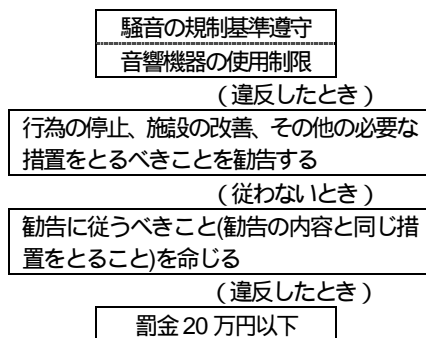 騒音の規制基準遵守
音響機器の使用制限
（違反したとき）
行為の停止、施設の改善、その他の必要な
措置をとるべきことを勧告する
（従わないとき）
勧告に従うべきこと(勧告の内容と同じ措
置をとること)を命じる
（違反したとき）
罰金20万円以下